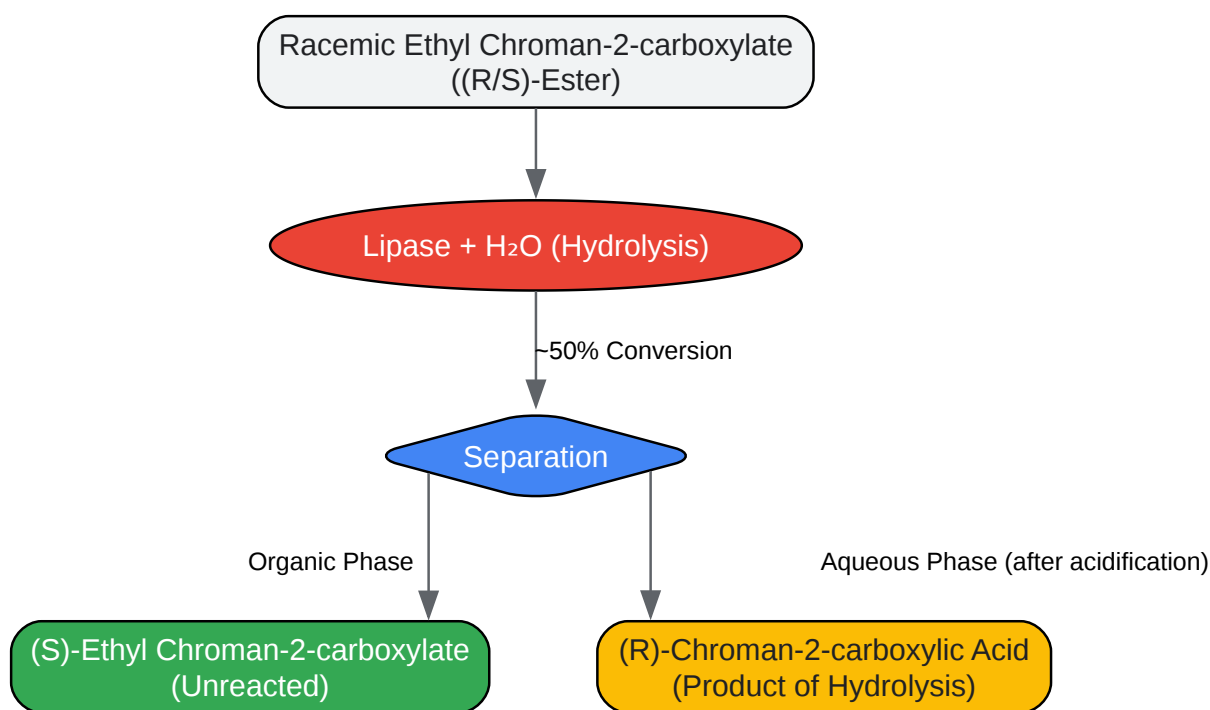 Racemic Ethyl Chroman-2-carboxylate
((R/S)-Ester)
Lipase + H₂O (Hydrolysis)
~50% Conversion
Separation
Organic Phase
Aqueous Phase (after acidification)
(S)-Ethyl Chroman-2-carboxylate
(Unreacted)
(R)-Chroman-2-carboxylic Acid
(Product of Hydrolysis)